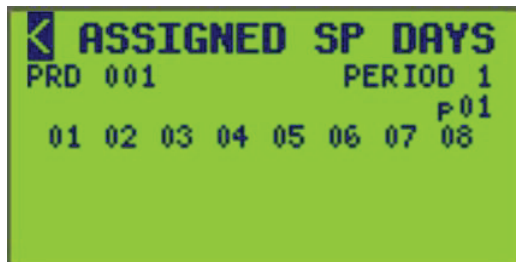 < ASSIGNED SP DAYS
PRD 001 PERIOD 1
P01
01 02 03 04 05 06 07 08